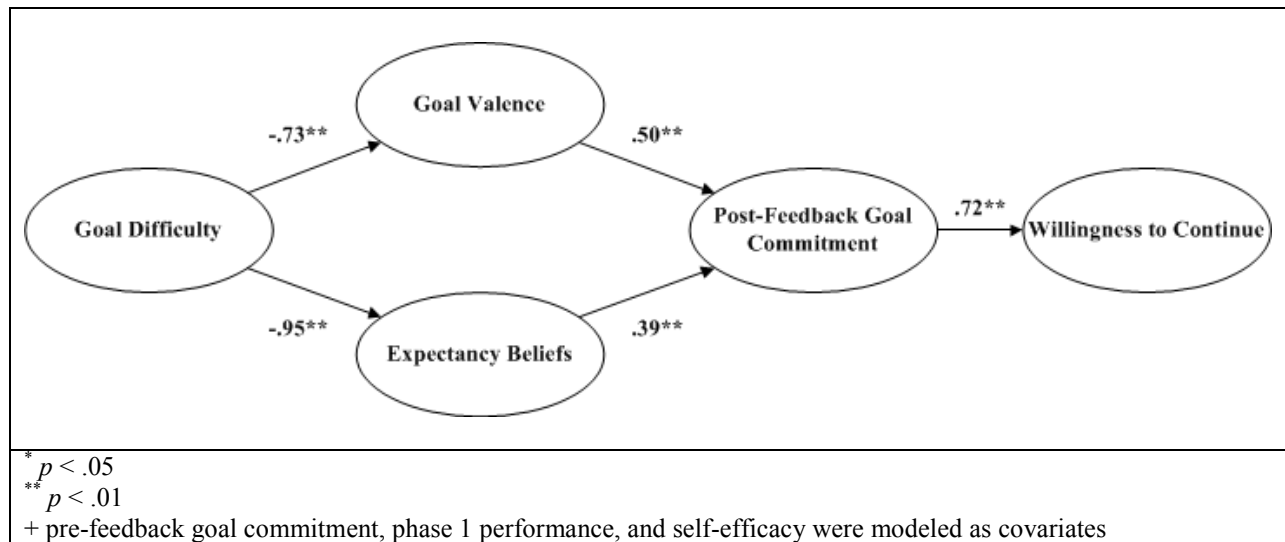 Goal Valence
-.73**
.50**
Goal Difficulty
Post-Feedback Goal
Commitment
.72**
Willingness to Continue
-.95**
.39**
Expectancy Beliefs
* p < .05
** p < .01
+ pre-feedback goal commitment, phase 1 performance, and self-efficacy were modeled as covariates